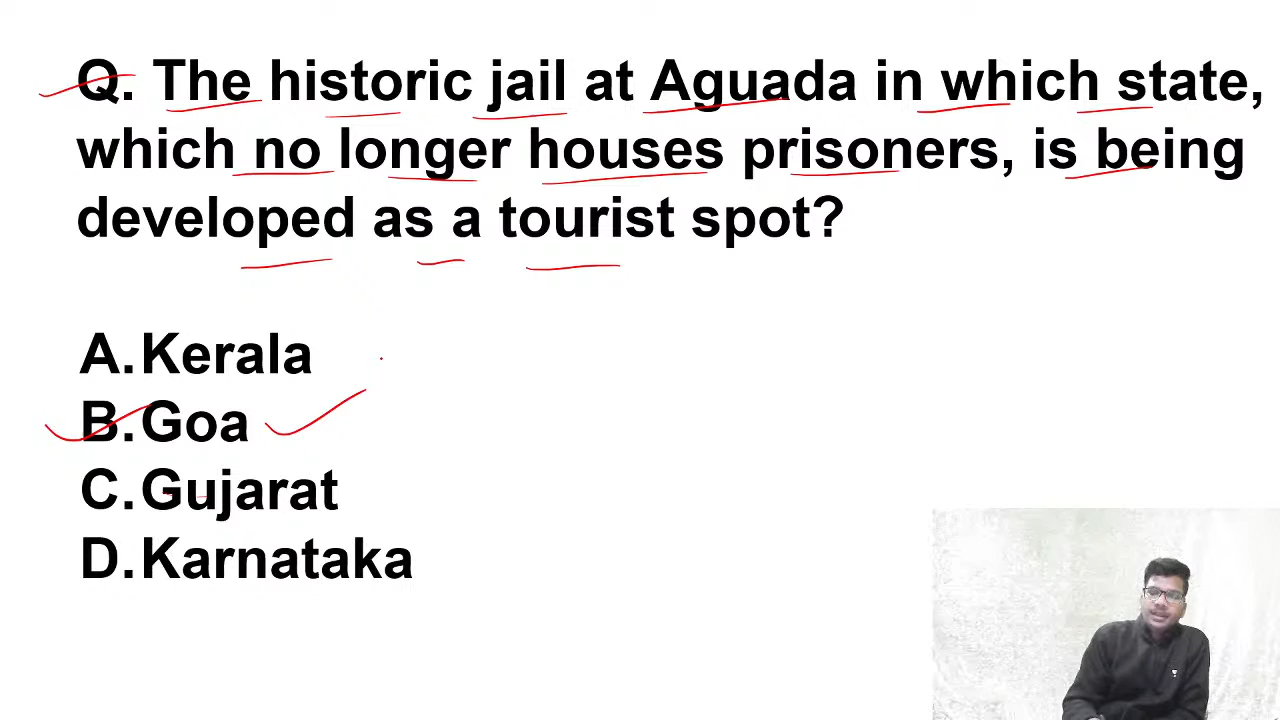 Q. The historic jail at Aguada in which state,
which no longer houses prisoners, is being
developed as a tourist spot?
A.Kerala
B.Goa
C.Gujarat
D.Karnataka